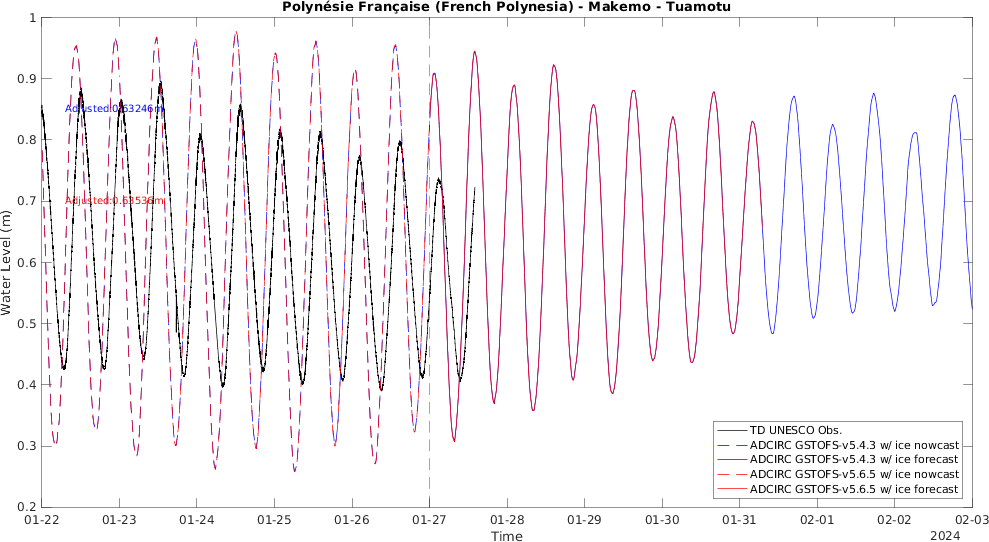 Polynésie Française (French Polynesia) - Makemo - Tuamotu
Water Level (m)
1
0.9
0.8
0.7
0.6
0.5
0.4
0.3
0.2
Adjusted:0.63246m
Adjusted:0.63536m
TD UNESCO Obs.
ADCIRC GSTOFS-v5.4.3 w/ ice nowcast
ADCIRC GSTOFS-v5.4.3 w/ ice forecast
ADCIRC GSTOFS-v5.6.5 w/ ice nowcast
ADCIRC GSTOFS-v5.6.5 w/ ice forecast
01-22 01-23 01-24 01-25 01-26 01-27 01-28 01-29 01-30 01-31 02-01 02-02 02-03
Time
2024